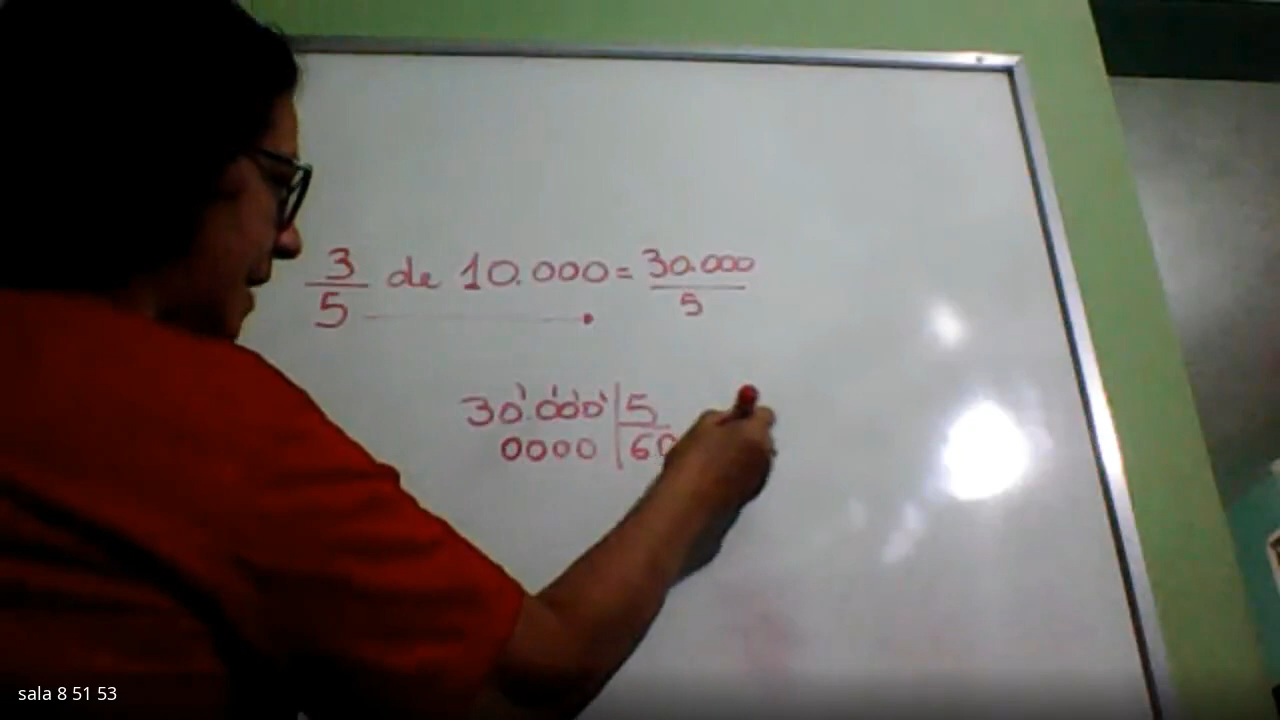 3/5 de 10.000 = 30.000/5
30.000 | 5
0000 | 60
sala 8 51 53